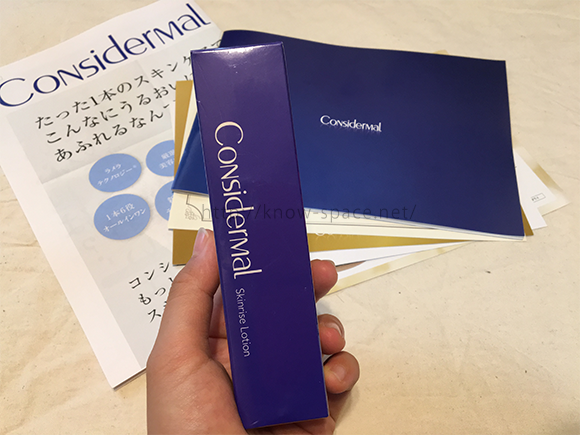 Considermal
たった1本のスキンケ
こんなにうるおい
あふれるなんて
ラメラ
テクノロジー
1本6役
オールインワン
コンシ
もっ
ス
Considermal
Considermal
Skinrise Lotion
http://know-space.net/